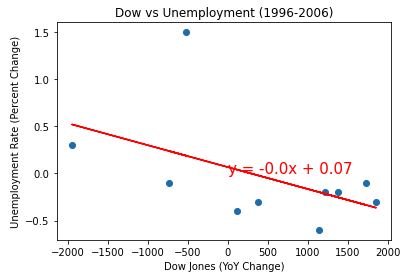 Dow vs Unemployment (1996-2006)
1.5
1.0
0.5
0.0
−0.5
Unemployment Rate (Percent Change)
y = -0.0x + 0.07
−2000 −1500 −1000 −500 0 500 1000 1500 2000
Dow Jones (YoY Change)